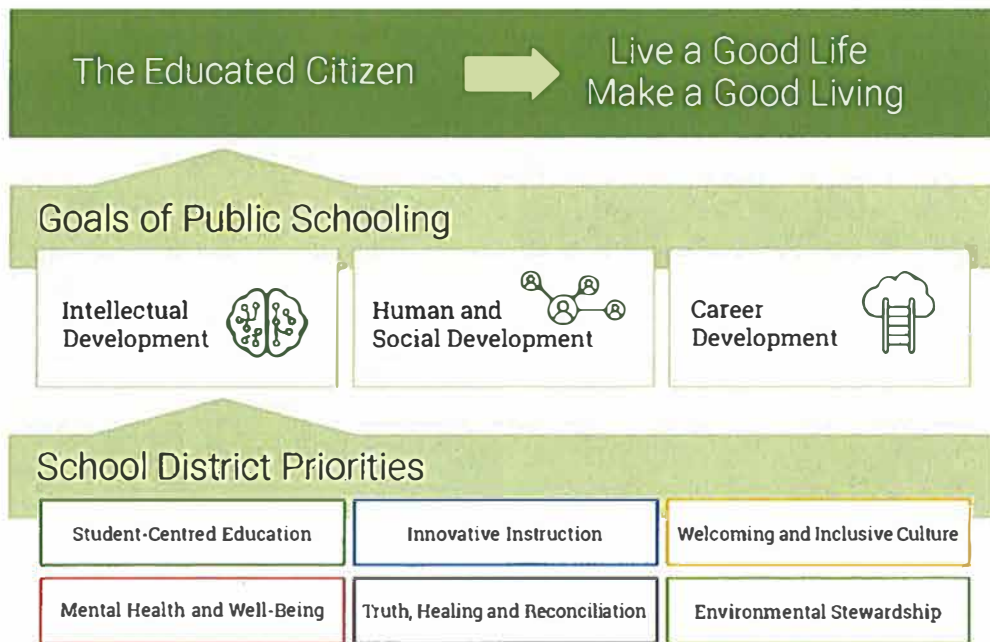 The Educated Citizen
Live a Good Life
Make a Good Living
Goals of Public Schooling
Intellectual
Development
Human and
Social Development
Career
Development
School District Priorities
Student-Centred Education
Innovative Instruction
Welcoming and Inclusive Culture
Mental Health and Well-Being
Truth, Healing and Reconciliation
Environmental Stewardship